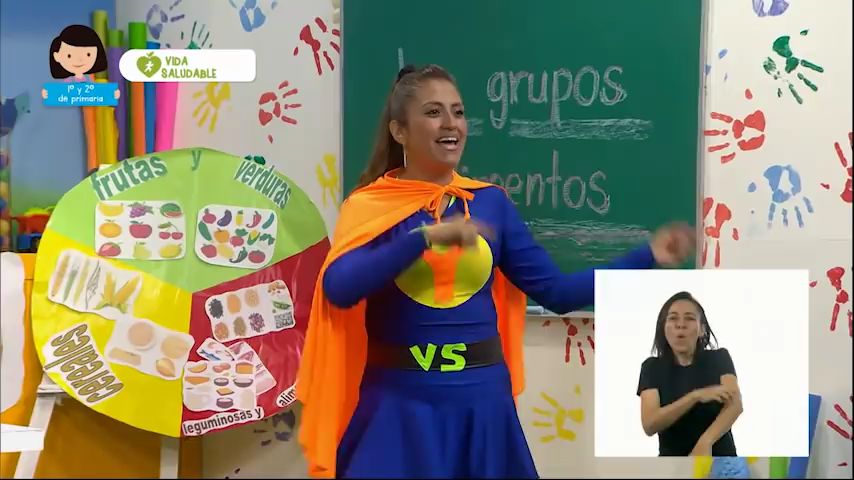 1º y 2º
de primaria
VIDA
SALUDABLE
grupos
mentos
frutas y verduras
cereales
leguminosas y
VS